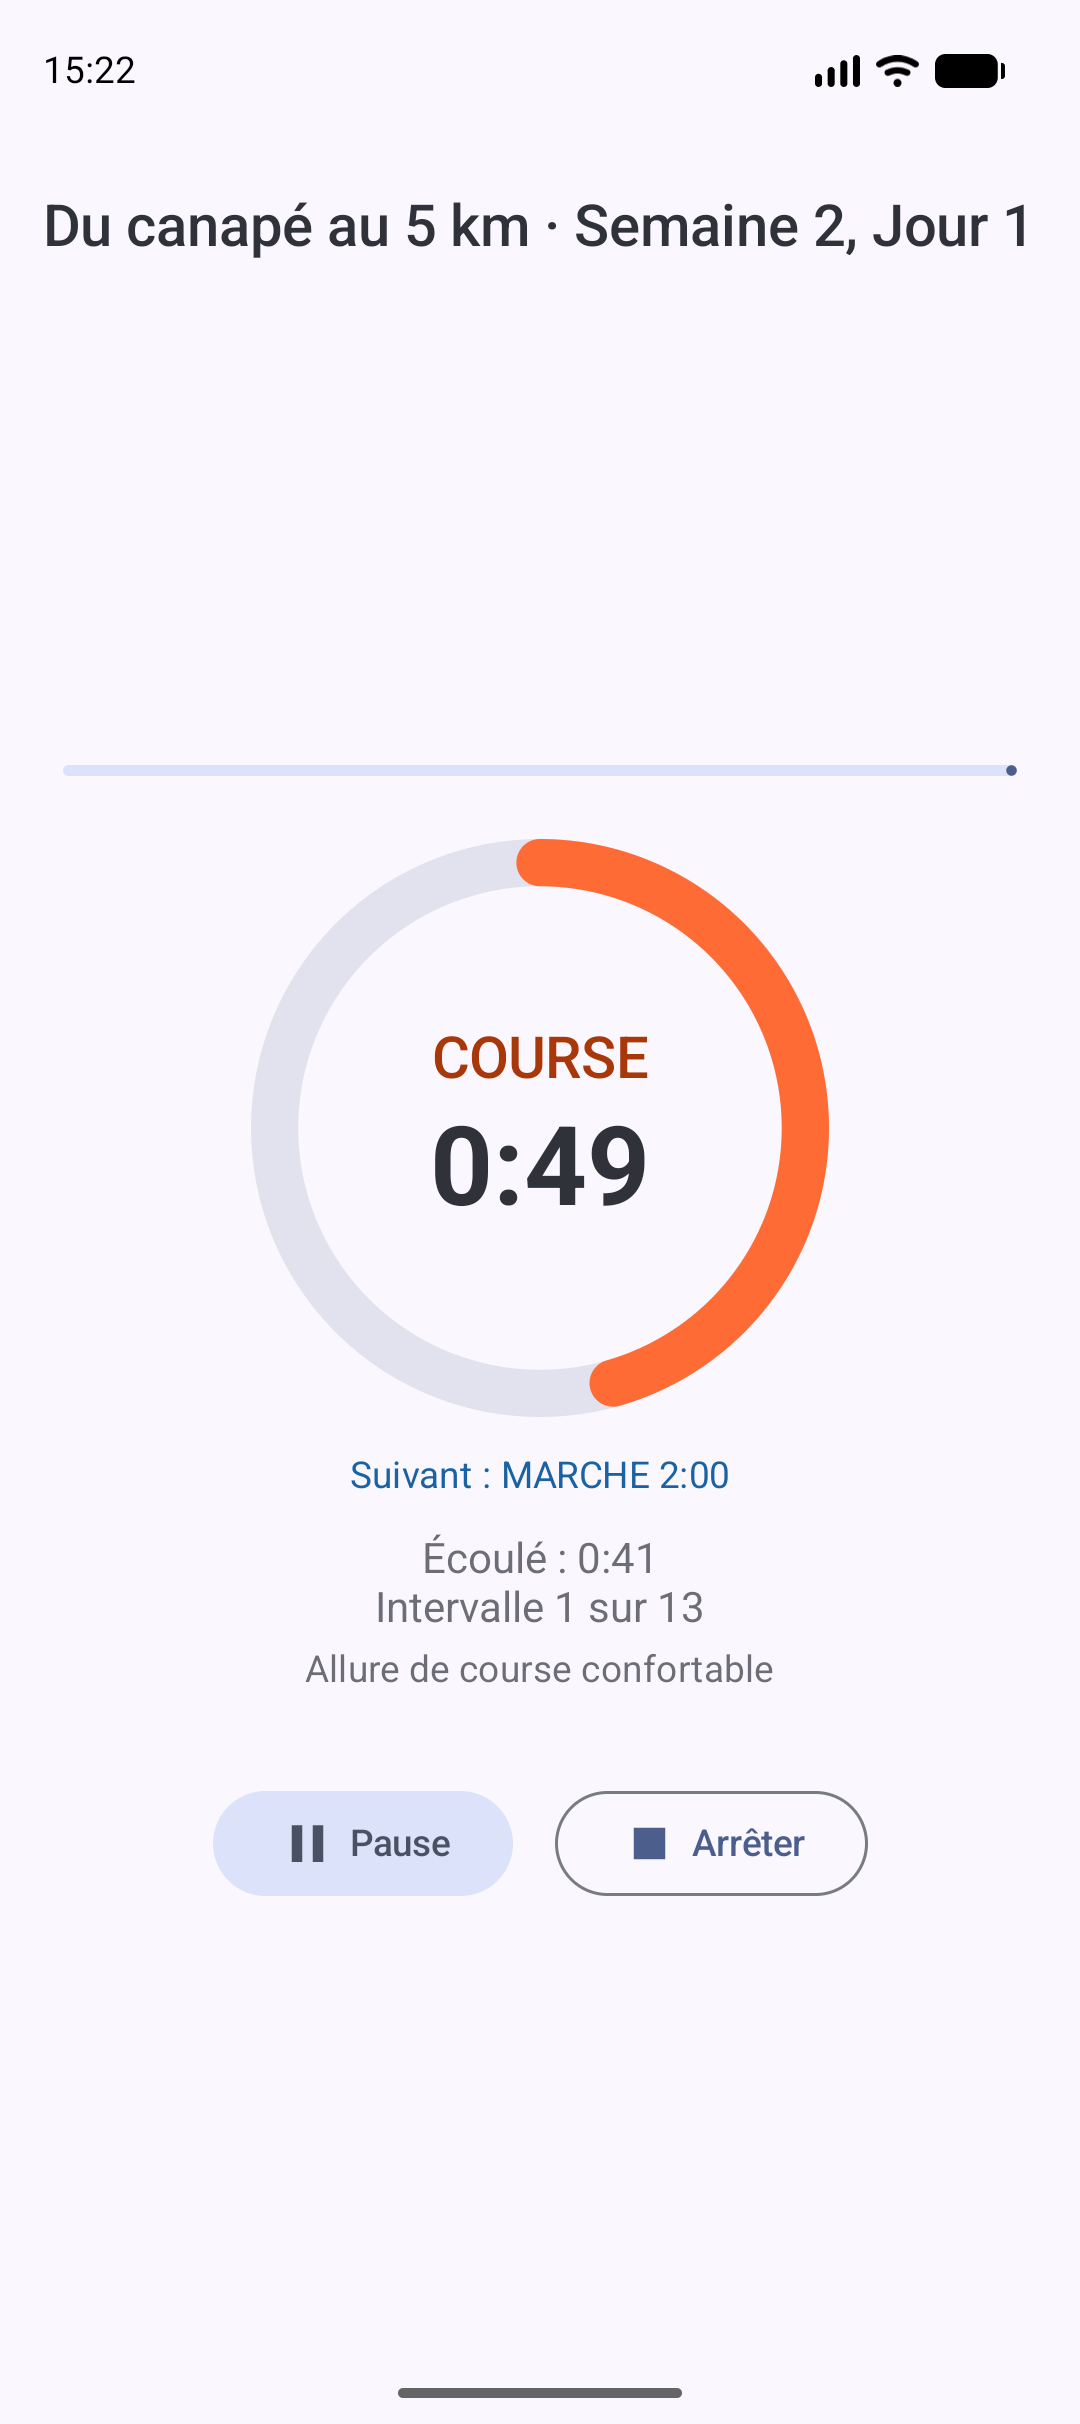 15:22
Du canapé au 5 km · Semaine 2, Jour 1
COURSE
0:49
Suivant : MARCHE 2:00
Écoulé : 0:41
Intervalle 1 sur 13
Allure de course confortable
Pause
Arrêter